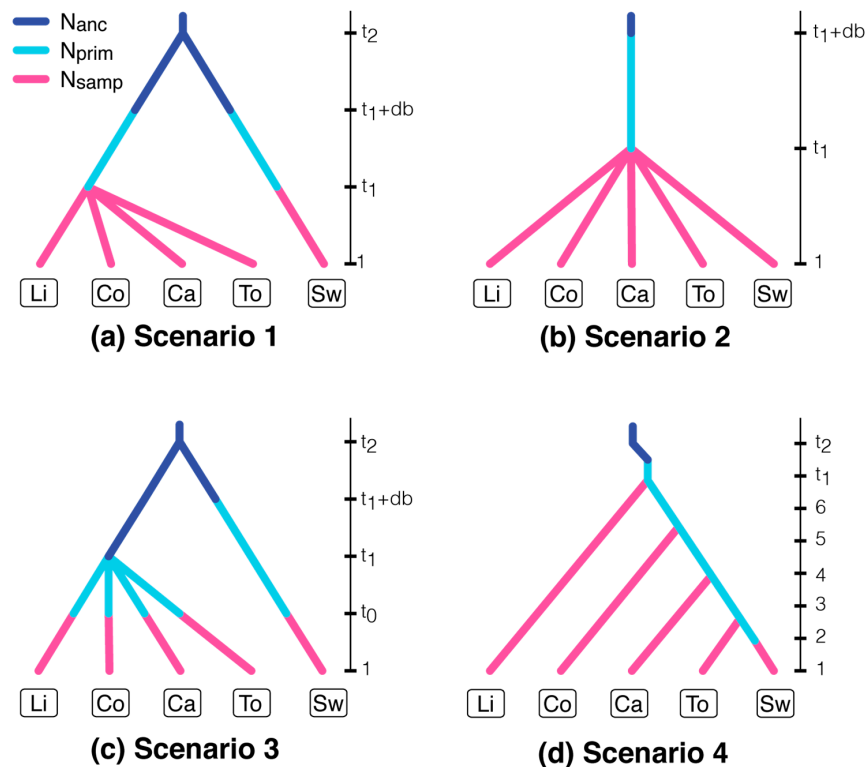 Nanc
Nprim
Nsamp
t2
t1+db
t1
1
Li Co Ca To Sw
(a) Scenario 1
t1+db
t1
1
Li Co Ca To Sw
(b) Scenario 2
t2
t1+db
t1
t0
1
Li Co Ca To Sw
(c) Scenario 3
t2
t1
6
5
4
3
2
1
Li Co Ca To Sw
(d) Scenario 4